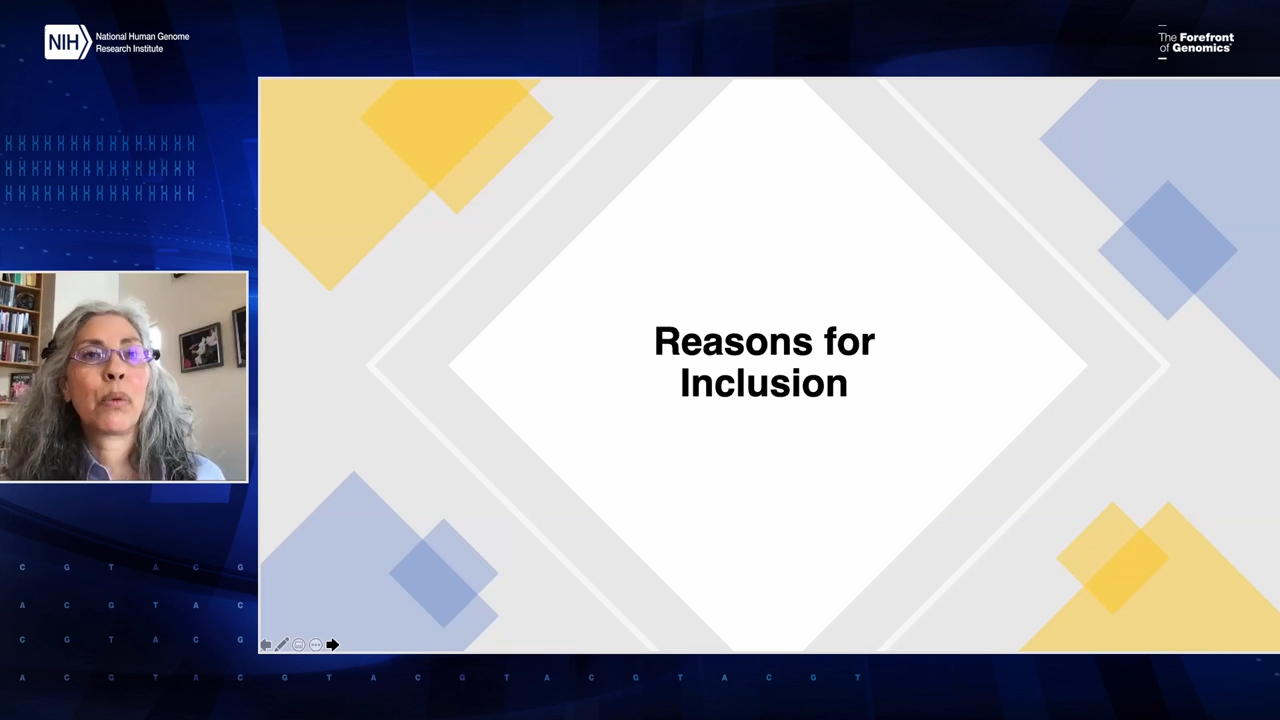 NIH
National Human Genome
Research Institute
The Forefront
of Genomics®
Reasons for
Inclusion
C G T A C G
A C G T A C
C G T A C G
A C G T A C G T A C G T A C G T A C G T